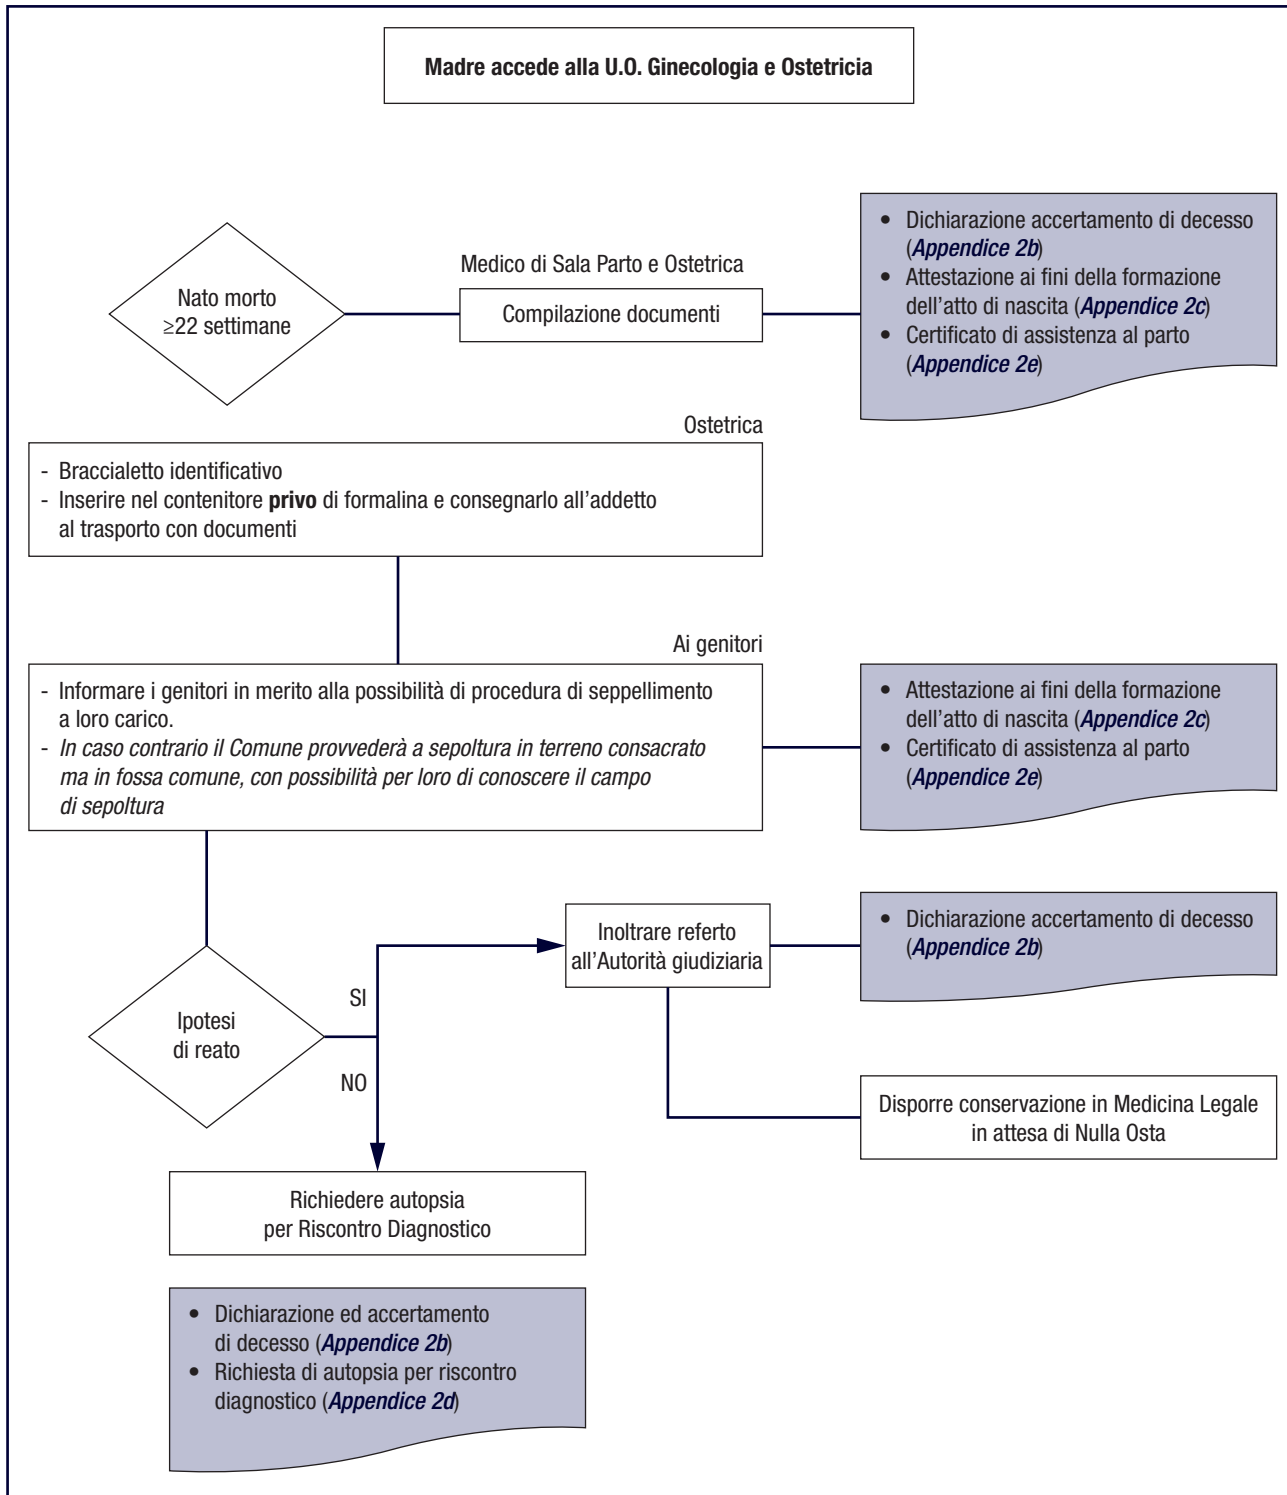 Madre accede alla U.O. Ginecologia e Ostetricia
Nato morto
≥22 settimane
Medico di Sala Parto e Ostetrica
Compilazione documenti
• Dichiarazione accertamento di decesso
(Appendice 2b)
• Attestazione ai fini della formazione
dell'atto di nascita (Appendice 2c)
• Certificato di assistenza al parto
(Appendice 2e)
Ostetrica
- Braccialetto identificativo
- Inserire nel contenitore privo di formalina e consegnarlo all'addetto
al trasporto con documenti
Ai genitori
- Informare i genitori in merito alla possibilità di procedura di seppellimento
a loro carico.
- In caso contrario il Comune provvederà a sepoltura in terreno consacrato
ma in fossa comune, con possibilità per loro di conoscere il campo
di sepoltura
• Attestazione ai fini della formazione
dell'atto di nascita (Appendice 2c)
• Certificato di assistenza al parto
(Appendice 2e)
Ipotesi
di reato
SI
NO
Inoltrare referto
all'Autorità giudiziaria
• Dichiarazione accertamento di decesso
(Appendice 2b)
Disporre conservazione in Medicina Legale
in attesa di Nulla Osta
Richiedere autopsia
per Riscontro Diagnostico
• Dichiarazione ed accertamento
di decesso (Appendice 2b)
• Richiesta di autopsia per riscontro
diagnostico (Appendice 2d)